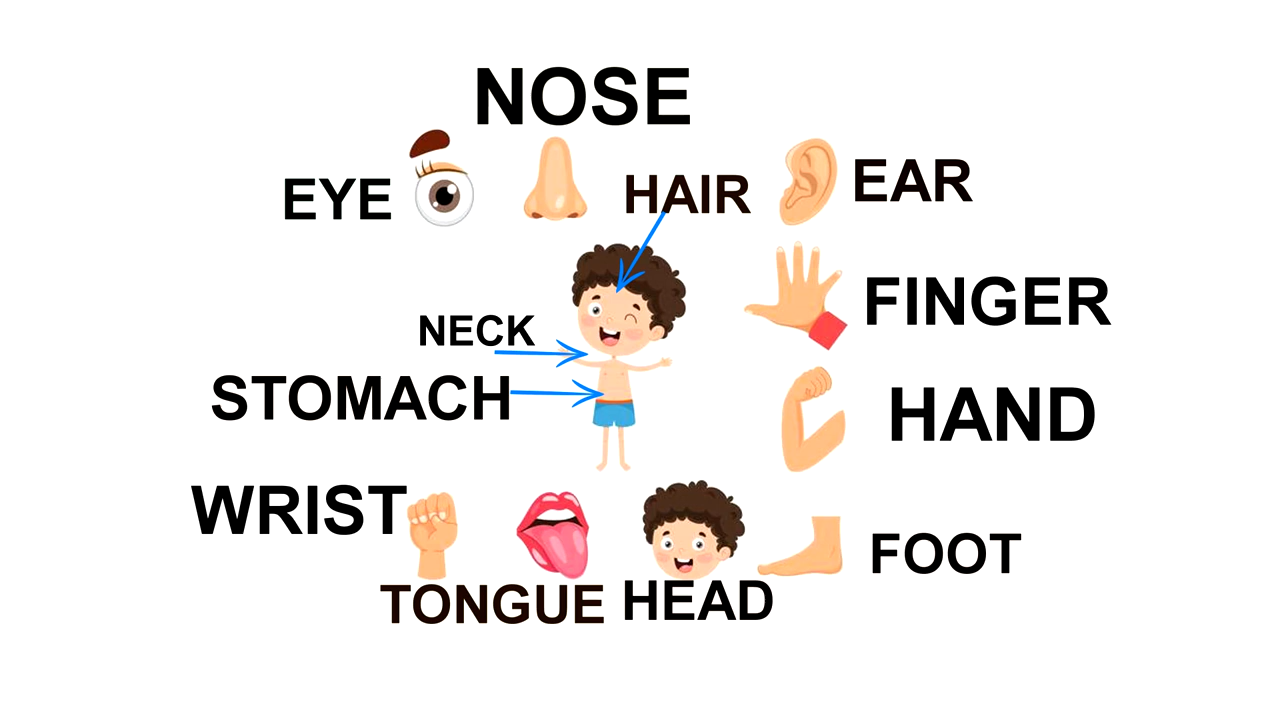 NOSE
EYE
HAIR
EAR
FINGER
NECK
STOMACH
HAND
WRIST
FOOT
TONGUE
HEAD